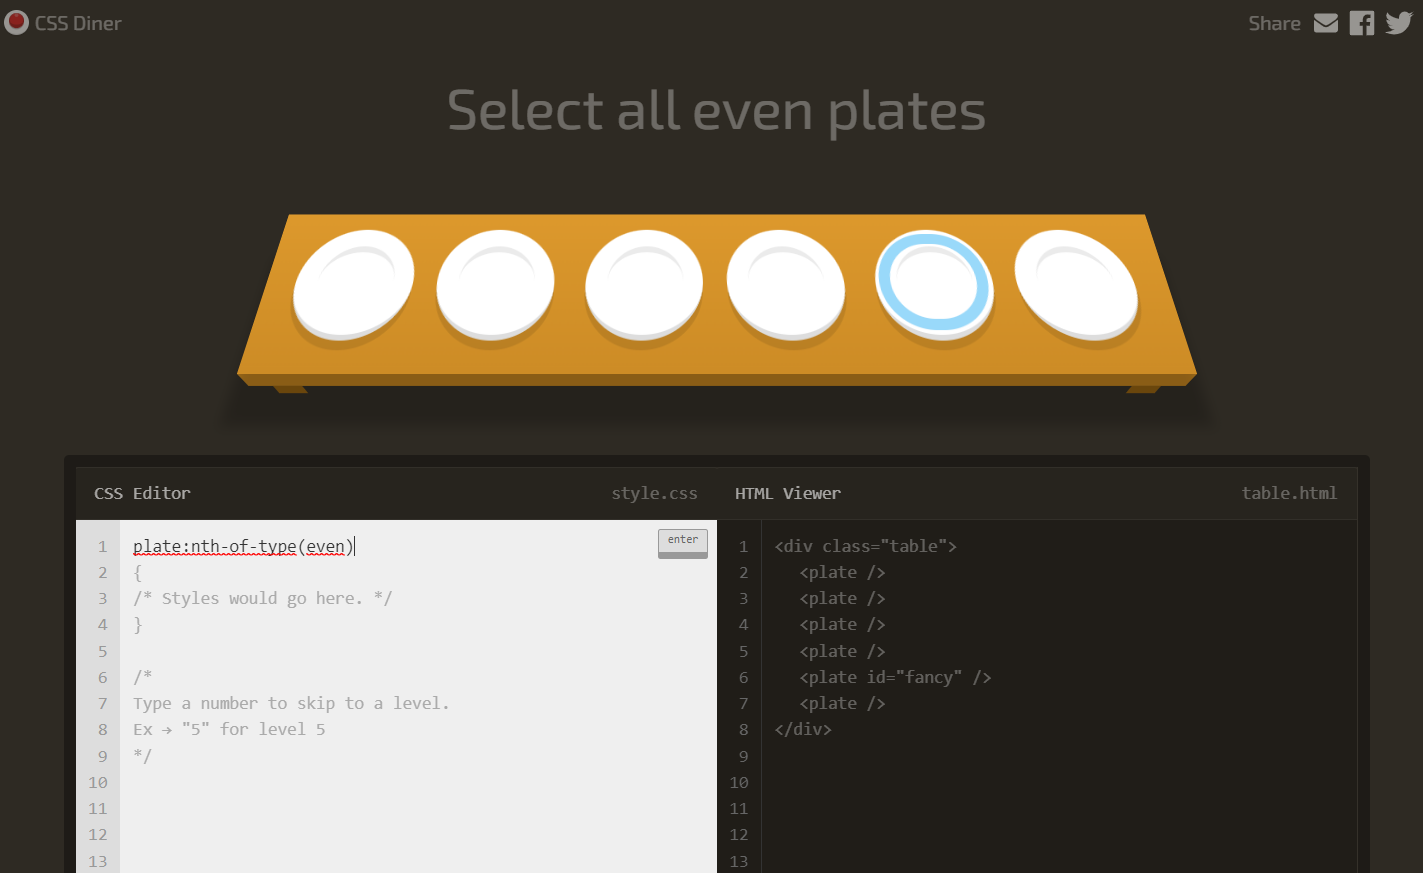 CSS Diner
Share
Select all even plates
CSS Editor
style.css
HTML Viewer
table.html
1 plate:nth-of-type(even)
enter
2 {
3 /* Styles would go here. */
4 }
5
6 /*
7 Type a number to skip to a level.
8 Ex → "5" for level 5
9 */
10
11
12
13
1 <div class="table">
2 <plate />
3 <plate />
4 <plate />
5 <plate />
6 <plate id="fancy" />
7 <plate />
8 </div>
9
10
11
12
13